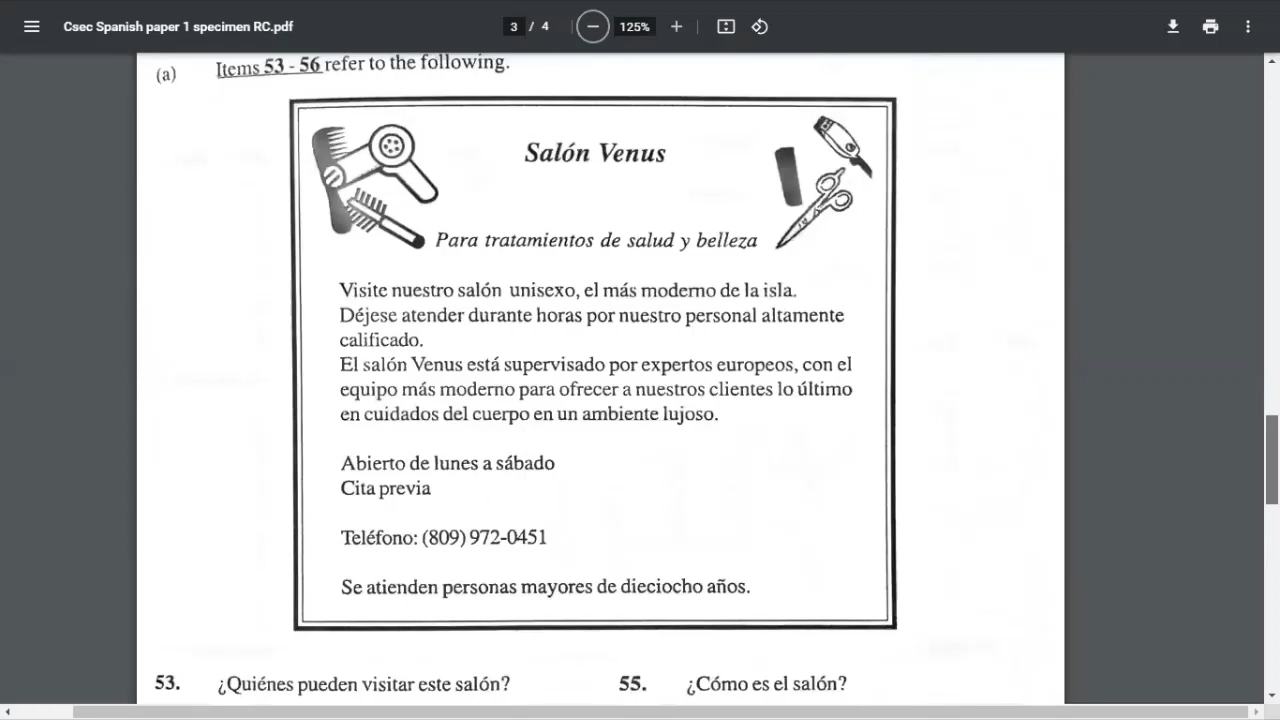 Csec Spanish paper 1 specimen RC.pdf
3 / 4
125%
(a) Items 53 - 56 refer to the following.
Salón Venus
Para tratamientos de salud y belleza
Visite nuestro salón unisexo, el más moderno de la isla.
Déjese atender durante horas por nuestro personal altamente
calificado.
El salón Venus está supervisado por expertos europeos, con el
equipo más moderno para ofrecer a nuestros clientes lo último
en cuidados del cuerpo en un ambiente lujoso.
Abierto de lunes a sábado
Cita previa
Teléfono: (809) 972-0451
Se atienden personas mayores de dieciocho años.
53. ¿Quiénes pueden visitar este salón?
55. ¿Cómo es el salón?